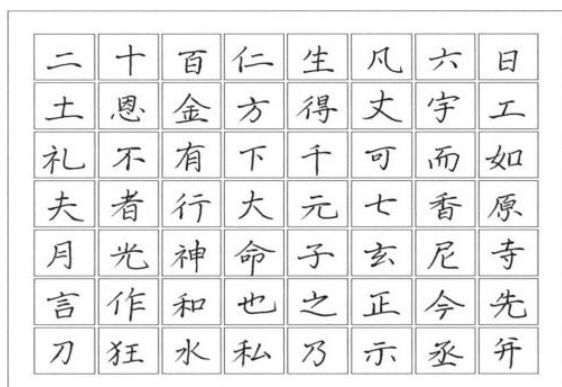 二十百仁生凡六日
土恩金方得丈宇工
礼不有下千可而如
夫者行大元七香原
月光神命子玄尼寺
言作和也之正今先
刀狂水私乃示丞弁